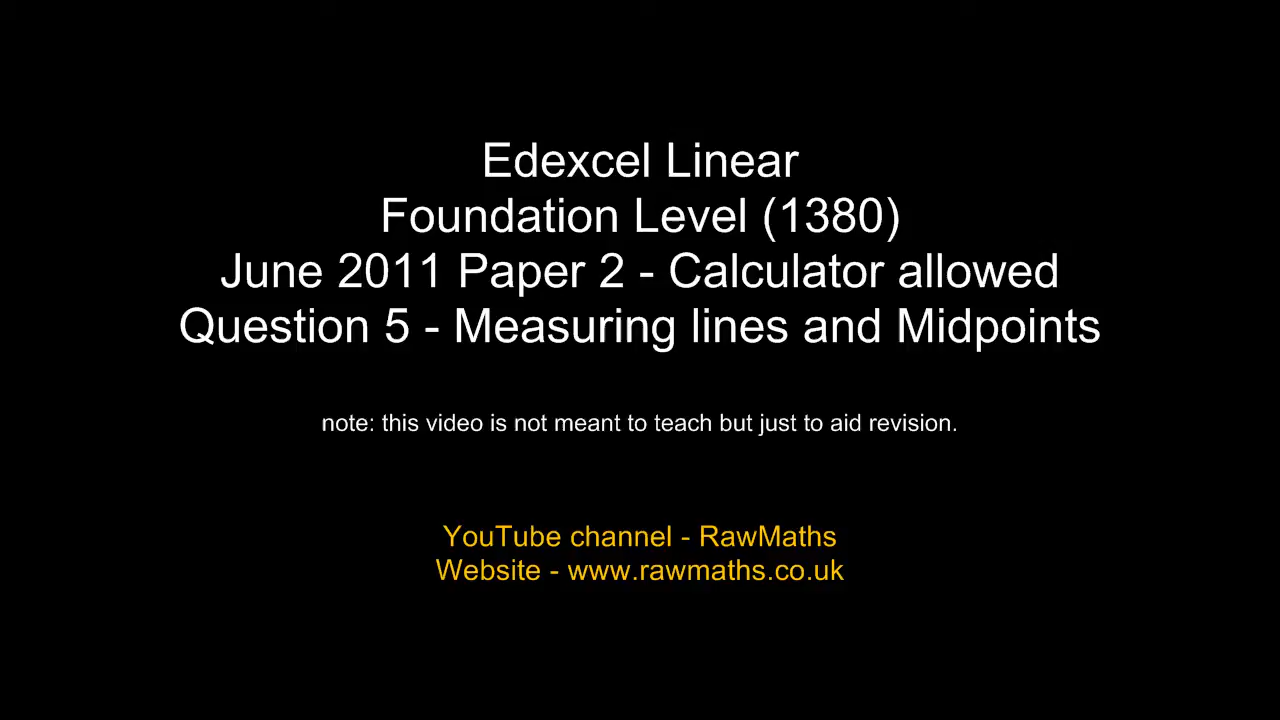 Edexcel Linear
Foundation Level (1380)
June 2011 Paper 2 - Calculator allowed
Question 5 - Measuring lines and Midpoints
note: this video is not meant to teach but just to aid revision.
YouTube channel - RawMaths
Website - www.rawmaths.co.uk